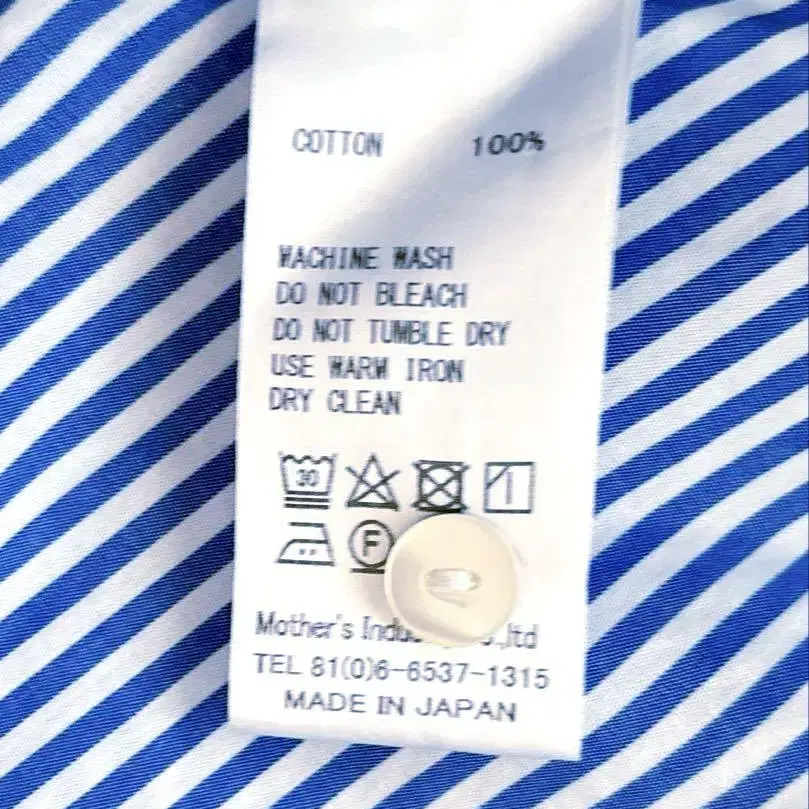 COTTON 100%
MACHINE WASH
DO NOT BLEACH
DO NOT TUMBLE DRY
USE WARM IRON
DRY CLEAN
30
F
Mother's
TEL 81(0)6-6537-1315
MADE IN JAPAN